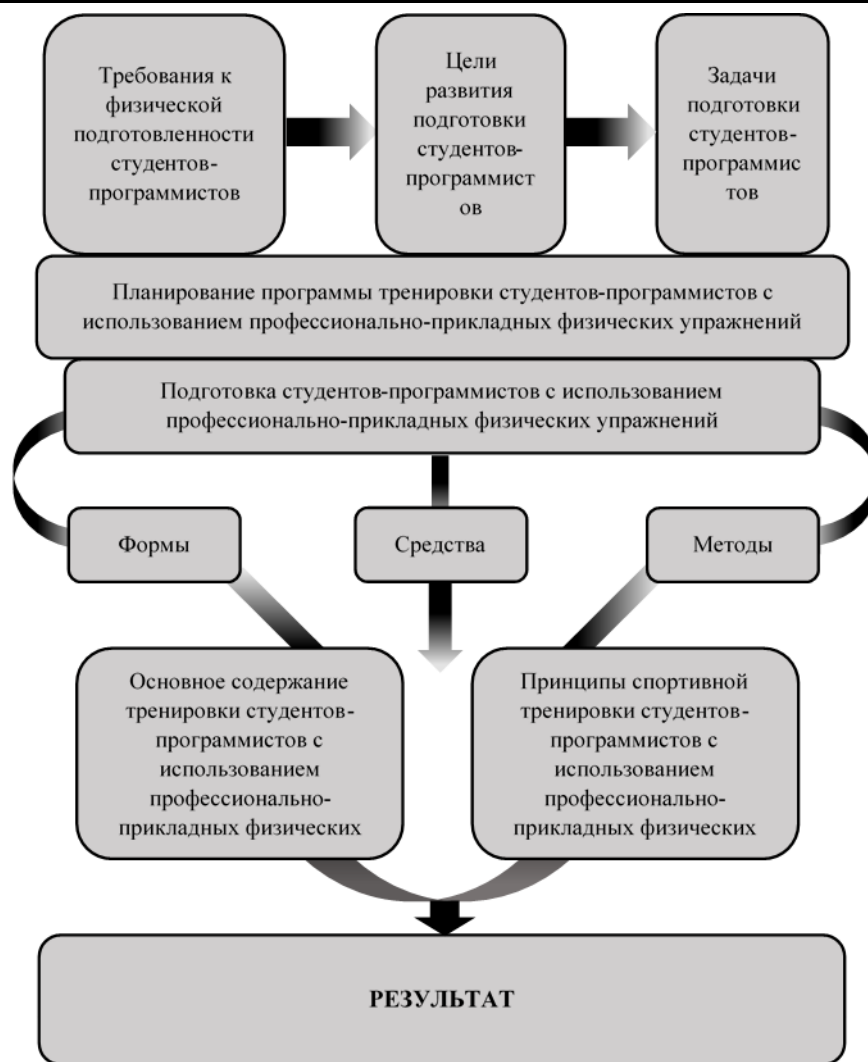 Требования к
физической
подготовленности
студентов-
программистов
Цели
развития
подготовки
студентов-
программист
ов
Задачи
подготовки
студентов-
программис
тов
Планирование программы тренировки студентов-программистов с
использованием профессионально-прикладных физических упражнений
Подготовка студентов-программистов с использованием
профессионально-прикладных физических упражнений
Формы
Средства
Методы
Основное содержание
тренировки студентов-
программистов с
использованием
профессионально-
прикладных физических
Принципы спортивной
тренировки студентов-
программистов с
использованием
профессионально-
прикладных физических
РЕЗУЛЬТАТ